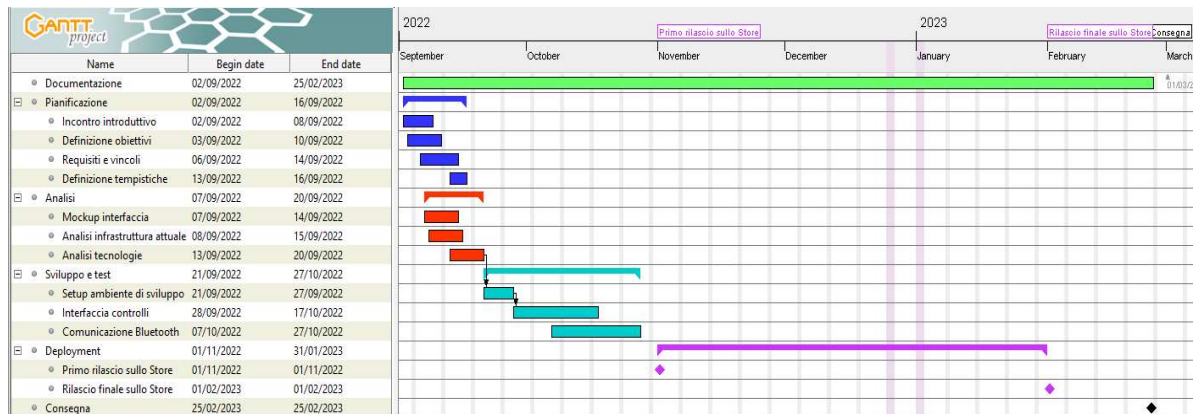 GANTT
project
2022
2023
Primo rilascio sullo Store
Rilascio finale sullo Store
Consegna
September
October
November
December
January
February
March
Name Begin date End date
Documentazione 02/09/2022 25/02/2023
01/03/2
Pianificazione 02/09/2022 16/09/2022
Incontro introduttivo 02/09/2022 08/09/2022
Definizione obiettivi 03/09/2022 10/09/2022
Requisiti e vincoli 06/09/2022 14/09/2022
Definizione tempistiche 13/09/2022 16/09/2022
Analisi 07/09/2022 20/09/2022
Mockup interfaccia 07/09/2022 14/09/2022
Analisi infrastruttura attuale 08/09/2022 15/09/2022
Analisi tecnologie 13/09/2022 20/09/2022
Sviluppo e test 21/09/2022 27/10/2022
Setup ambiente di sviluppo 21/09/2022 27/09/2022
Interfaccia controlli 28/09/2022 17/10/2022
Comunicazione Bluetooth 07/10/2022 27/10/2022
Deployment 01/11/2022 31/01/2023
Primo rilascio sullo Store 01/11/2022 01/11/2022
Rilascio finale sullo Store 01/02/2023 01/02/2023
Consegna 25/02/2023 25/02/2023